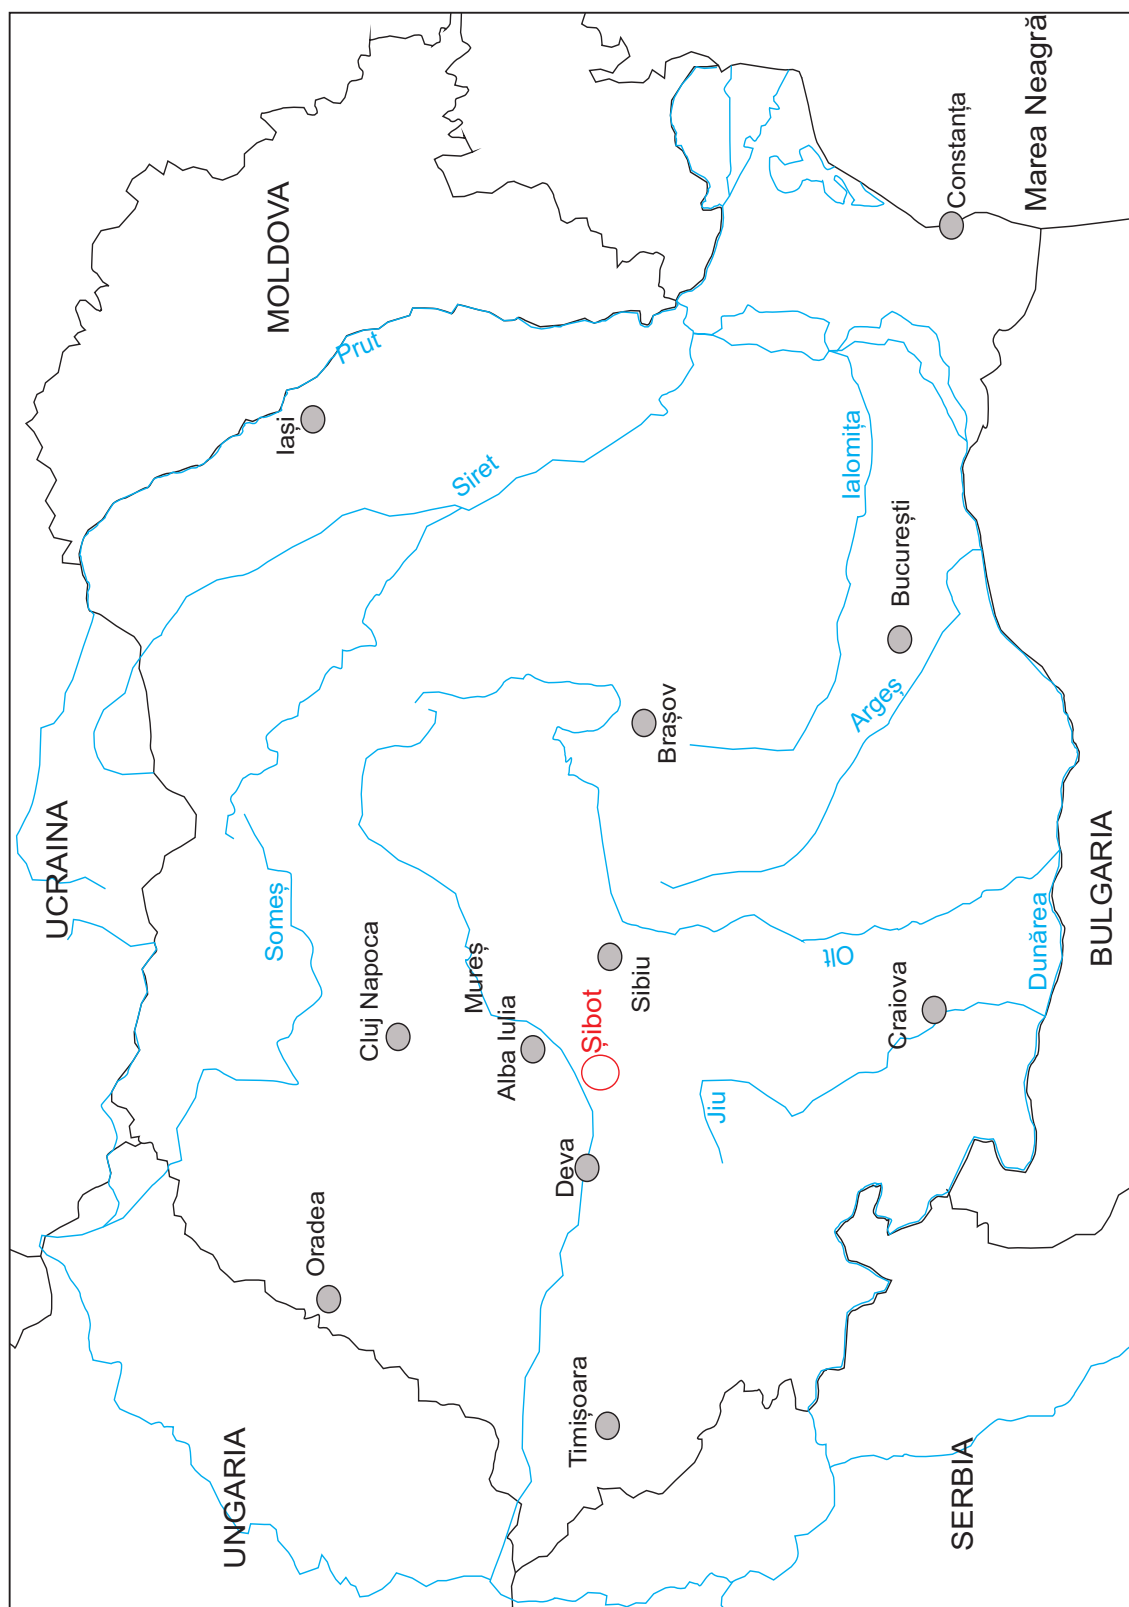 UCRAINA
MOLDOVA
Prut
Iași
Siret
Someș
Cluj Napoca
Oradea
UNGARIA
Mureș
Alba Iulia
Deva
Șibot
Sibiu
Brașov
Timișoara
Jiu
Olt
Argeș
Ialomița
București
Craiova
Dunărea
Constanța
Marea Neagră
SERBIA
BULGARIA